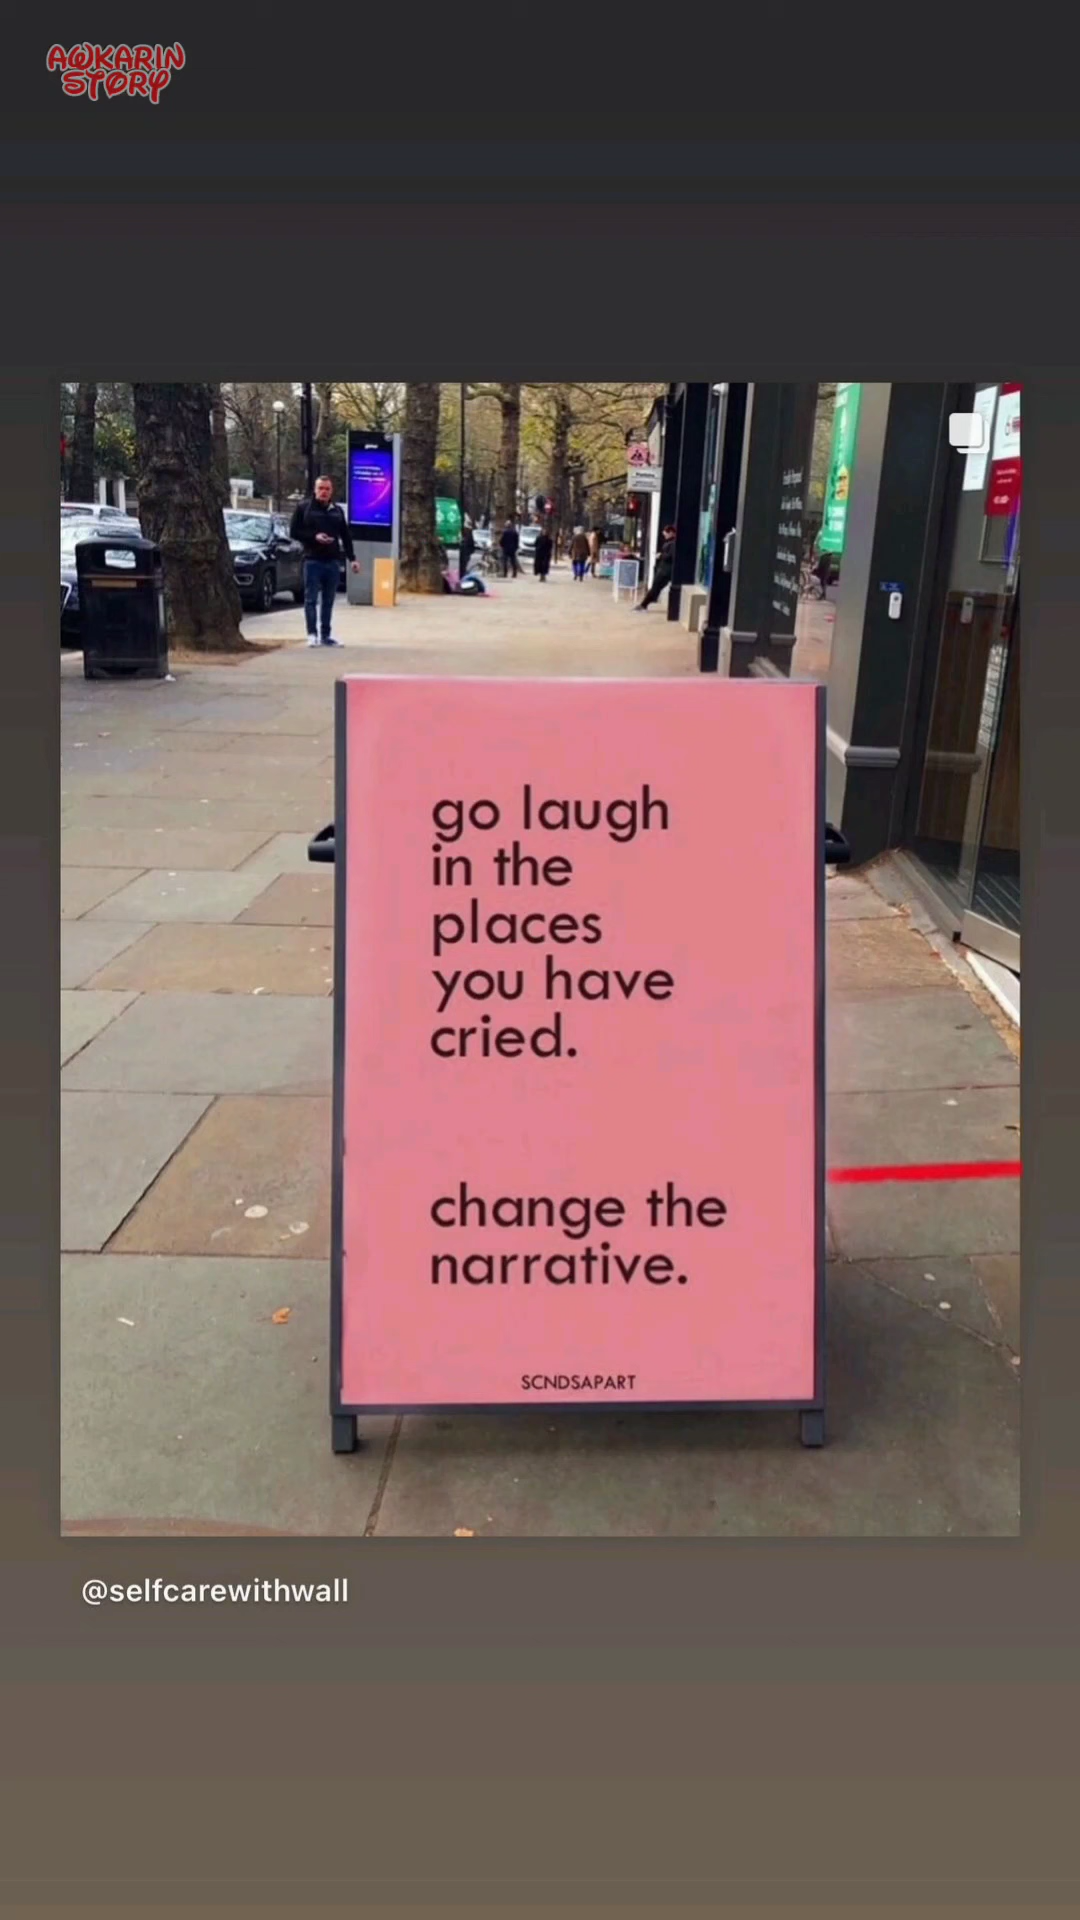 AWKARIN
STORY
go laugh
in the
places
you have
cried.
change the
narrative.
SCNDSAPART
@selfcarewithwall